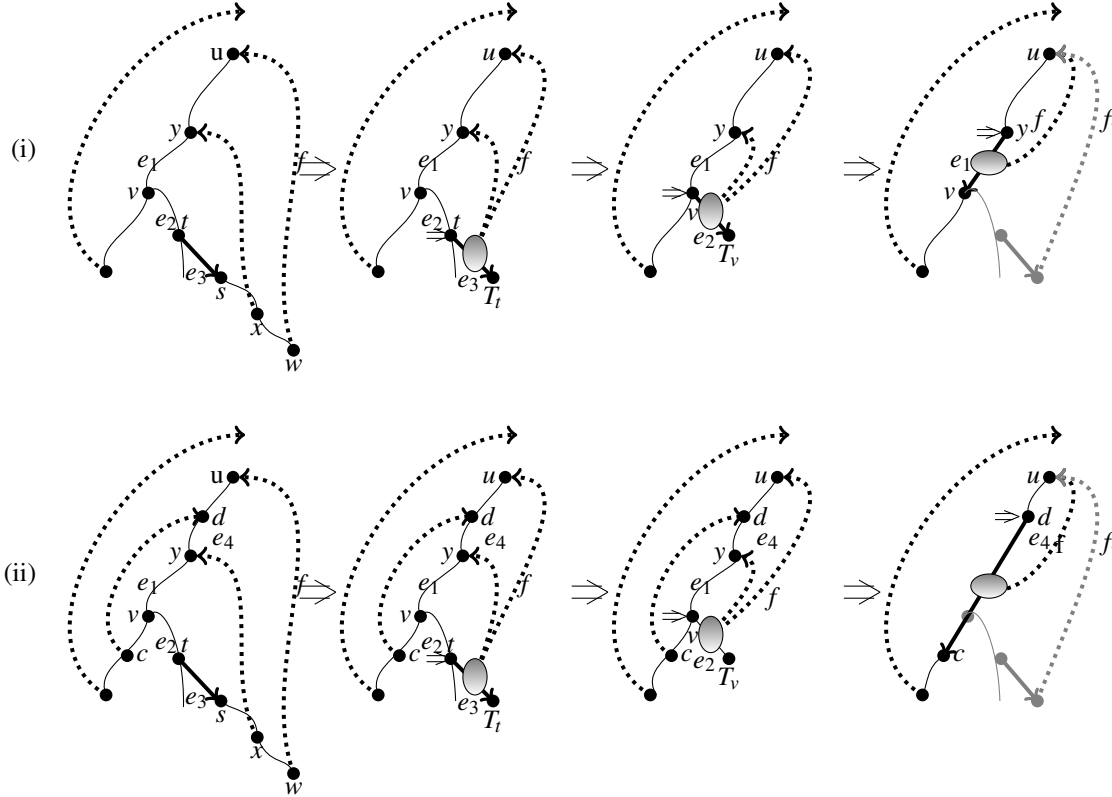 u u u u
y y y y f
(i) e1 f e1 f e1 f e1 f
v v v v
e2 t e2 t e2 Tv
e3 s e3 Tt
x
w
u u u u
d d d d
e4 e4 e4 e4 f
y y y
(ii) e1 f e1 f e1 f f
v v v
e2 t e2 t e2 Tv
c c c c
e3 s e3 Tt
x
w